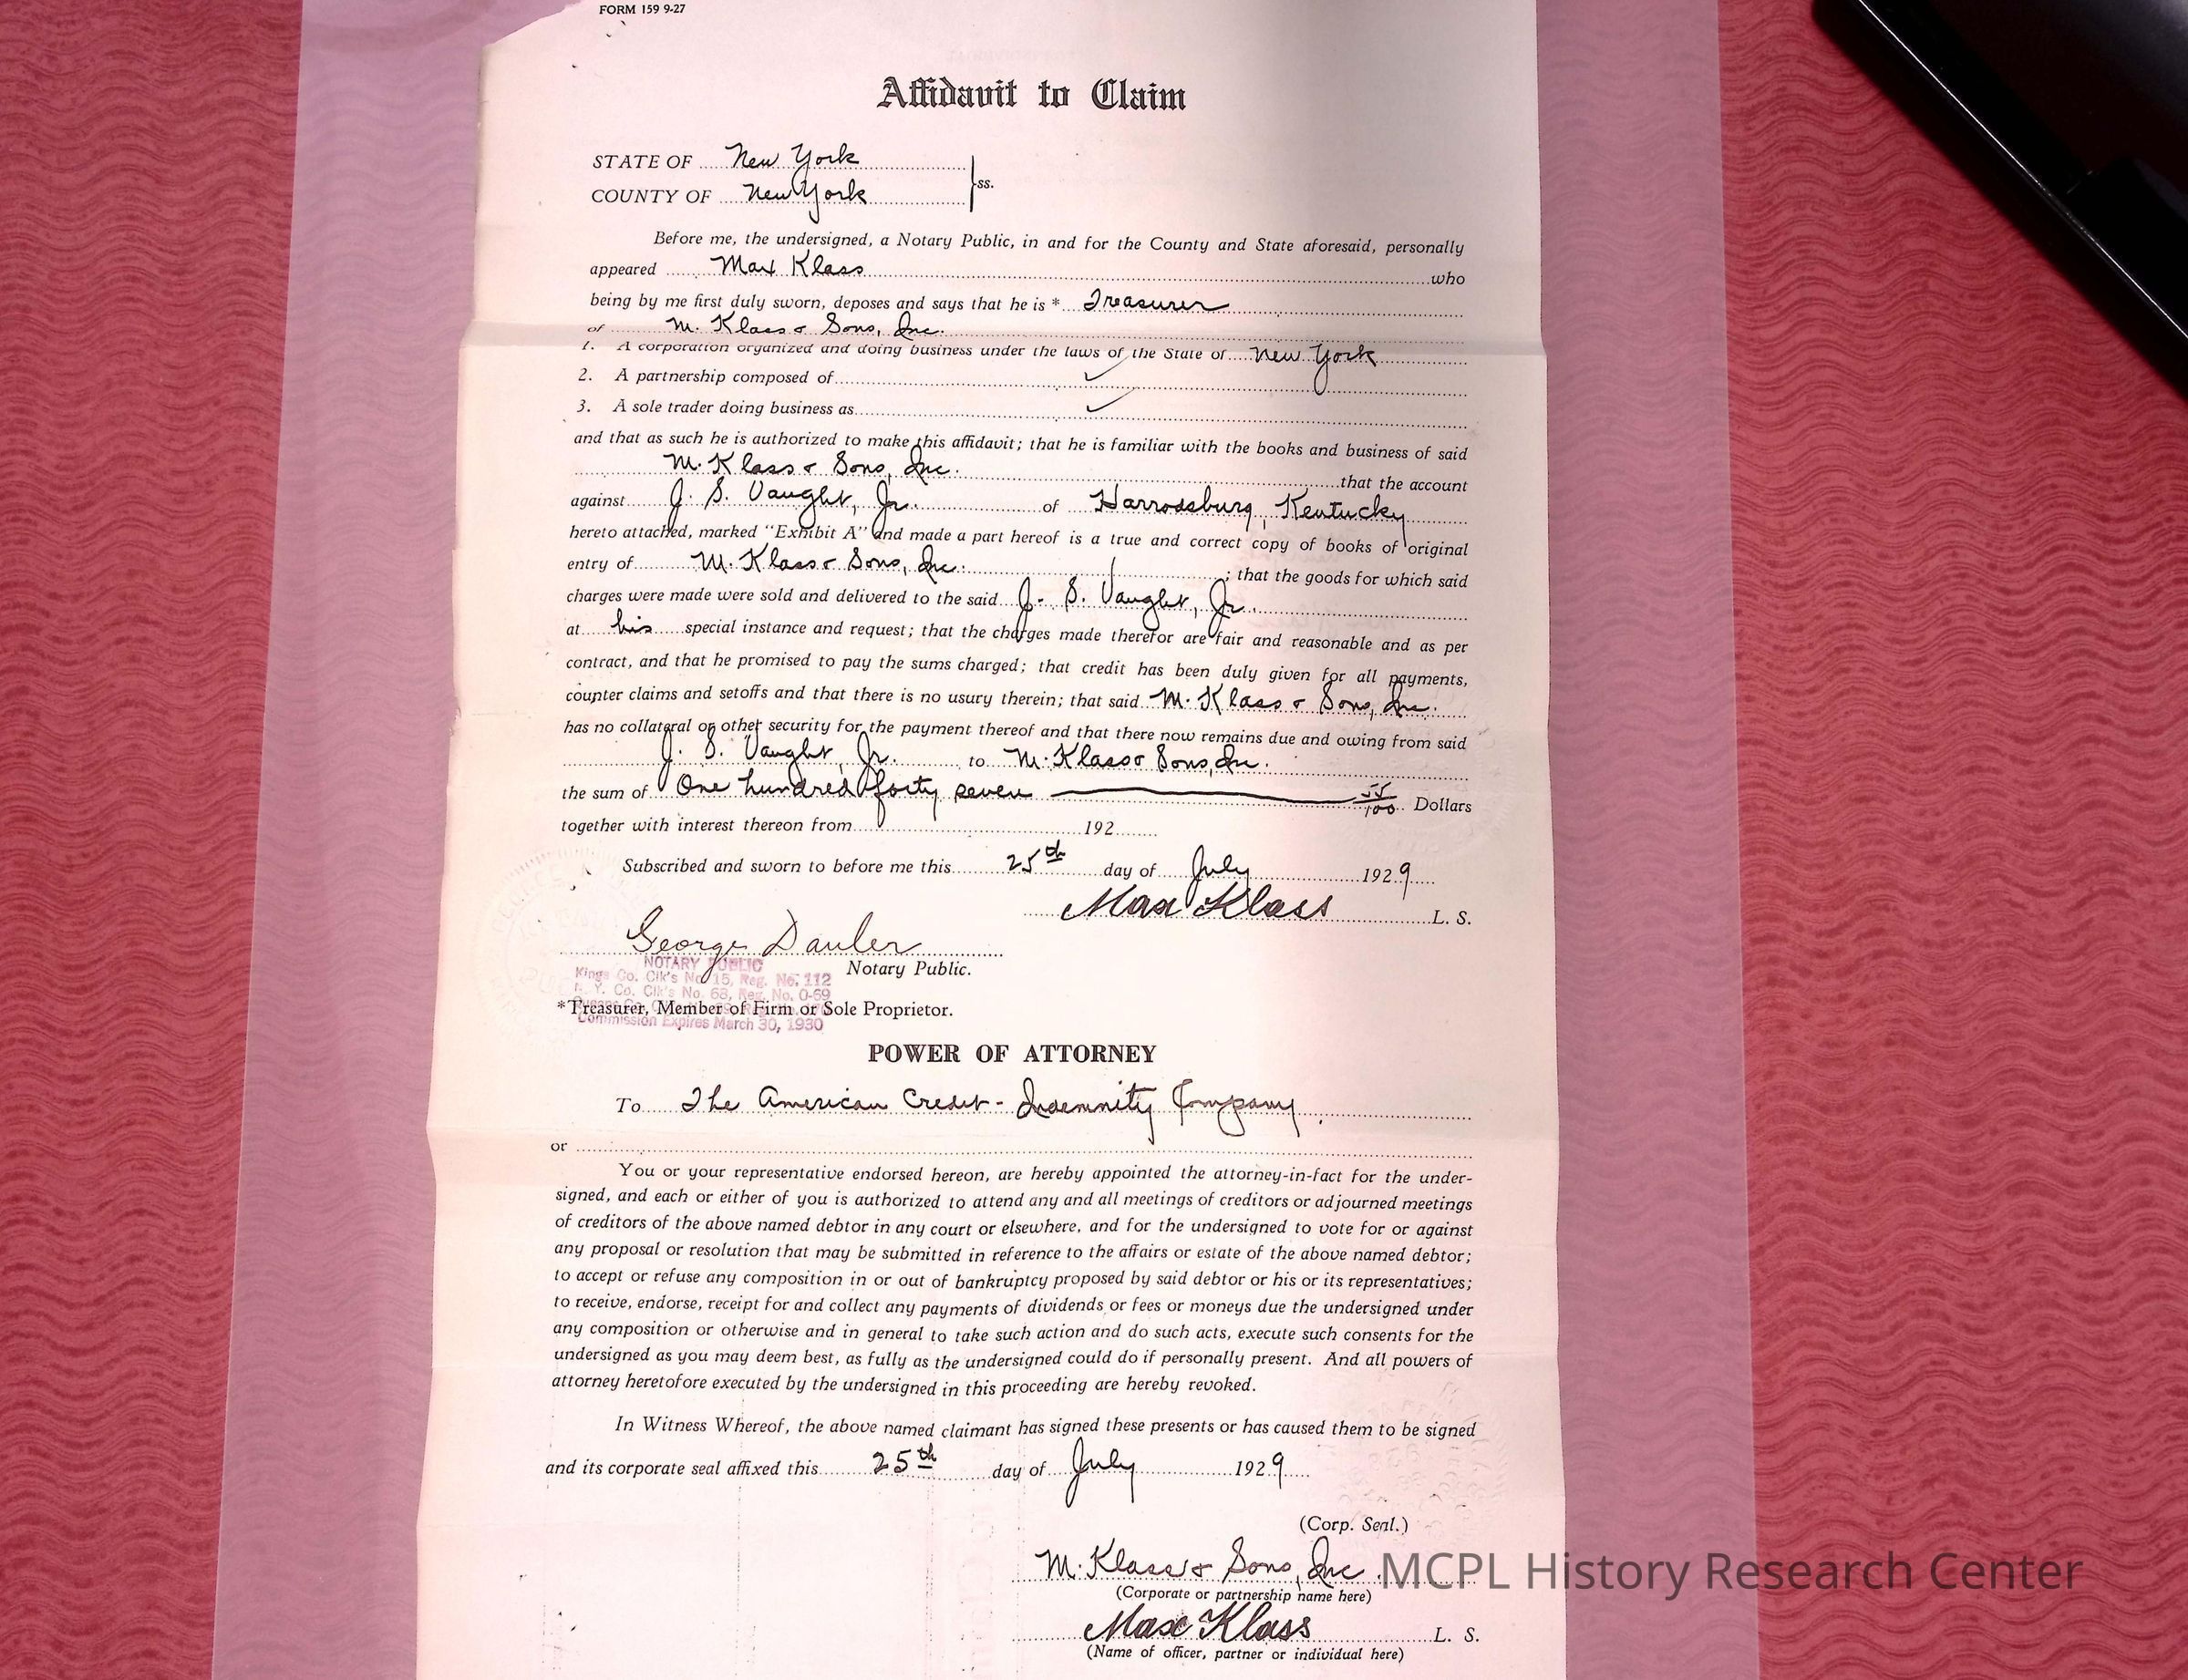 FORM 159 9-27
Affidavit to Claim
STATE OF New York
COUNTY OF New York ss.
Before me, the undersigned, a Notary Public, in and for the County and State aforesaid, personally
appeared Max Klass who
being by me first duly sworn, deposes and says that he is * Treasurer
of M. Klass & Sons, Inc.
1. A corporation organized and doing business under the laws of the State of New York
2. A partnership composed of
3. A sole trader doing business as
and that as such he is authorized to make this affidavit; that he is familiar with the books and business of said
M. Klass & Sons, Inc. that the account
against J. S. Vaught, Jr. of Harrodsburg, Kentucky
hereto attached, marked "Exhibit A" and made a part hereof is a true and correct copy of books of original
entry of M. Klass & Sons, Inc. ; that the goods for which said
charges were made were sold and delivered to the said J. S. Vaught, Jr.
at his special instance and request; that the charges made therefor are fair and reasonable and as per
contract, and that he promised to pay the sums charged; that credit has been duly given for all payments,
counter claims and setoffs and that there is no usury therein; that said M. Klass & Sons, Inc.
has no collateral or other security for the payment thereof and that there now remains due and owing from said
J. S. Vaught, Jr. to M. Klass & Sons, Inc.
the sum of One hundred forty seven 55/100 Dollars
together with interest thereon from 192
Subscribed and sworn to before me this 25th day of July 1929
Max Klass L. S.
George Dauler
NOTARY PUBLIC
Notary Public.
Kings Co. Clk's No. 15, Reg. No. 112
N. Y. Co. Clk's No. 63, Reg. No. 0-69
*Treasurer, Member of Firm or Sole Proprietor.
Commission Expires March 30, 1930
POWER OF ATTORNEY
To The American Credit-Indemnity Company
or
You or your representative endorsed hereon, are hereby appointed the attorney-in-fact for the under-
signed, and each or either of you is authorized to attend any and all meetings of creditors or adjourned meetings
of creditors of the above named debtor in any court or elsewhere, and for the undersigned to vote for or against
any proposal or resolution that may be submitted in reference to the affairs or estate of the above named debtor;
to accept or refuse any composition in or out of bankruptcy proposed by said debtor or his or its representatives;
to receive, endorse, receipt for and collect any payments of dividends or fees or moneys due the undersigned under
any composition or otherwise and in general to take such action and do such acts, execute such consents for the
undersigned as you may deem best, as fully as the undersigned could do if personally present. And all powers of
attorney heretofore executed by the undersigned in this proceeding are hereby revoked.
In Witness Whereof, the above named claimant has signed these presents or has caused them to be signed
and its corporate seal affixed this 25th day of July 1929
(Corp. Seal.)
M. Klass & Sons, Inc.
MCPL History Research Center
(Corporate or partnership name here)
Max Klass L. S.
(Name of officer, partner or individual here)